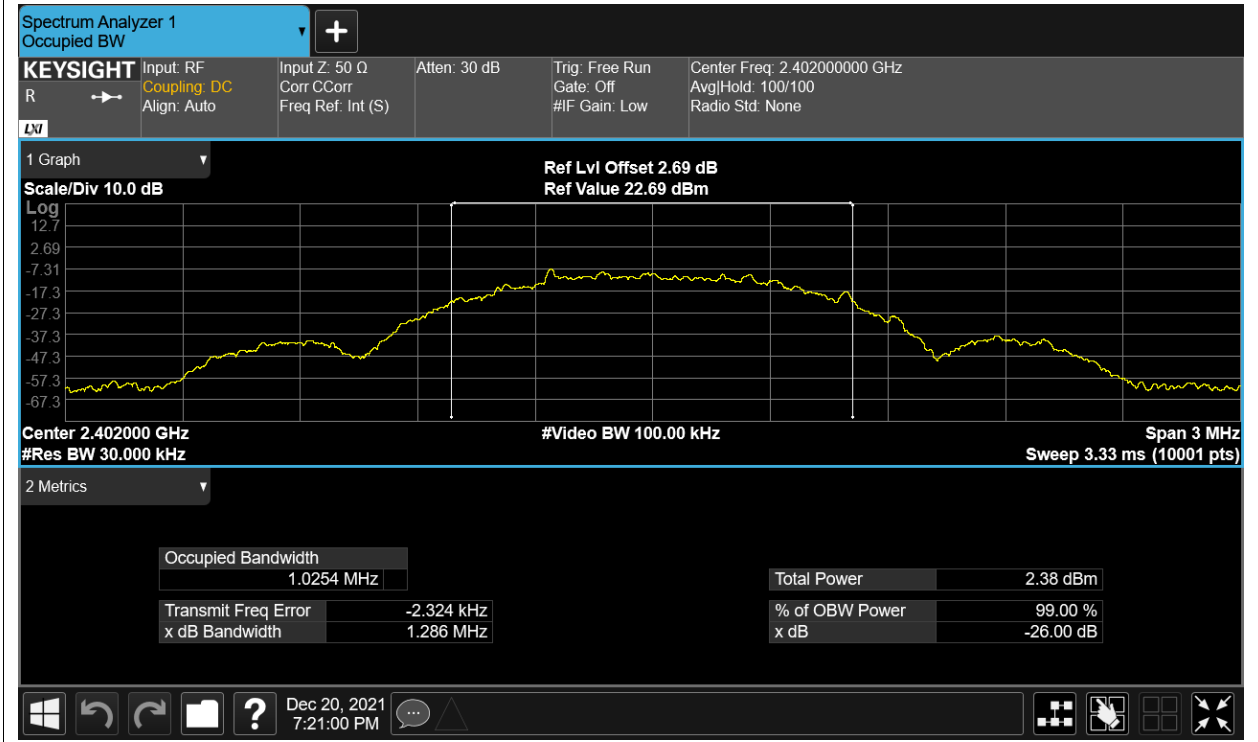 Spectrum Analyzer 1
Occupied BW
KEYSIGHT
R
LXI
Input: RF
Coupling: DC
Align: Auto
Input Z: 50 Ω
Corr CCorr
Freq Ref: Int (S)
Atten: 30 dB
Trig: Free Run
Gate: Off
#IF Gain: Low
Center Freq: 2.402000000 GHz
Avg|Hold: 100/100
Radio Std: None
1 Graph
Scale/Div 10.0 dB
Ref Lvl Offset 2.69 dB
Ref Value 22.69 dBm
Log
12.7
2.69
-7.31
-17.3
-27.3
-37.3
-47.3
-57.3
-67.3
Center 2.402000 GHz
#Video BW 100.00 kHz
Span 3 MHz
#Res BW 30.000 kHz
Sweep 3.33 ms (10001 pts)
2 Metrics
Occupied Bandwidth
1.0254 MHz
Total Power 2.38 dBm
Transmit Freq Error -2.324 kHz
% of OBW Power 99.00 %
x dB Bandwidth 1.286 MHz
x dB -26.00 dB
?
Dec 20, 2021
7:21:00 PM